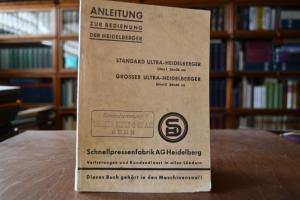 ANLEITUNG
ZUR BEDIENUNG
DER HEIDELBERGER
STANDARD ULTRA-HEIDELBERGER
GROSSER ULTRA-HEIDELBERGER
Schnellpressenfabrik AG Heidelberg
Vertretungen und Kundendienst in allen Ländern
Dieses Buch gehört in den Maschinensaal!